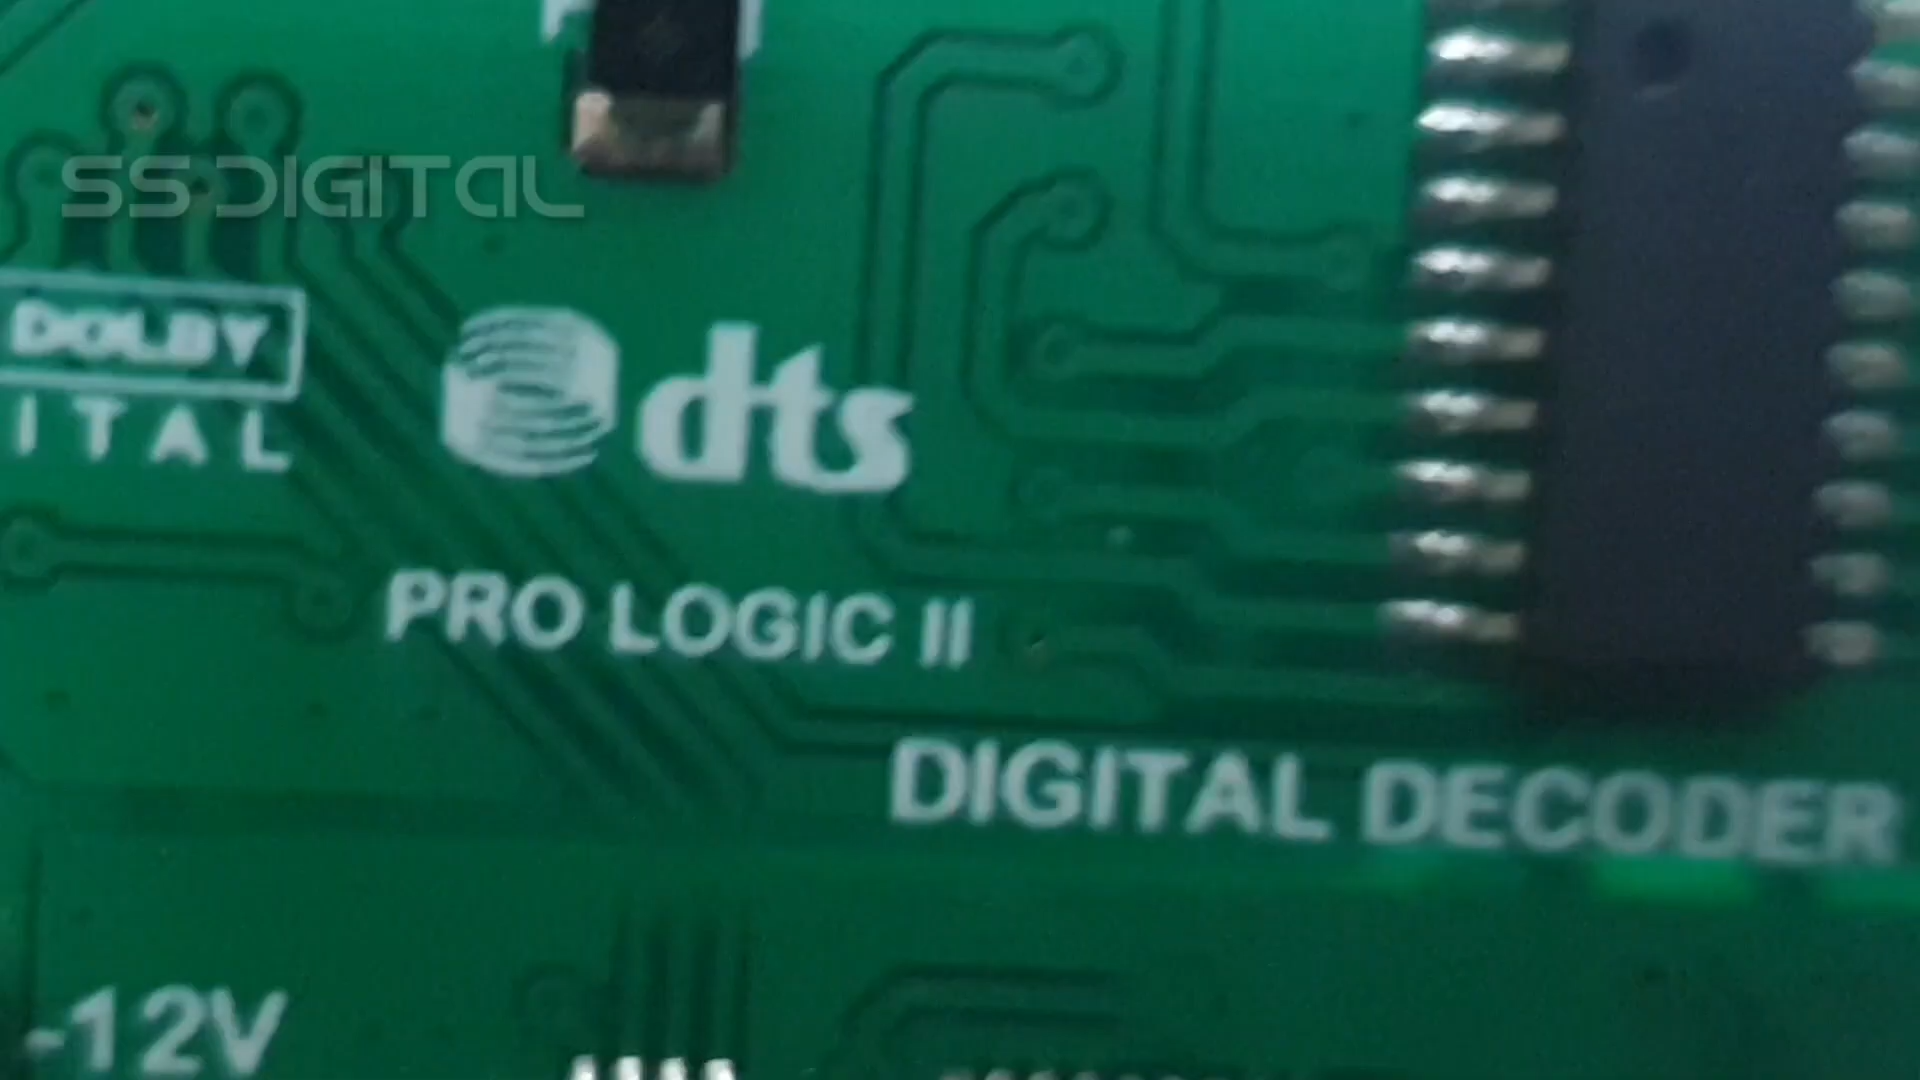 SS DIGITAL
DOLBY
ITAL
dts
PRO LOGIC II
DIGITAL DECODER
-12V